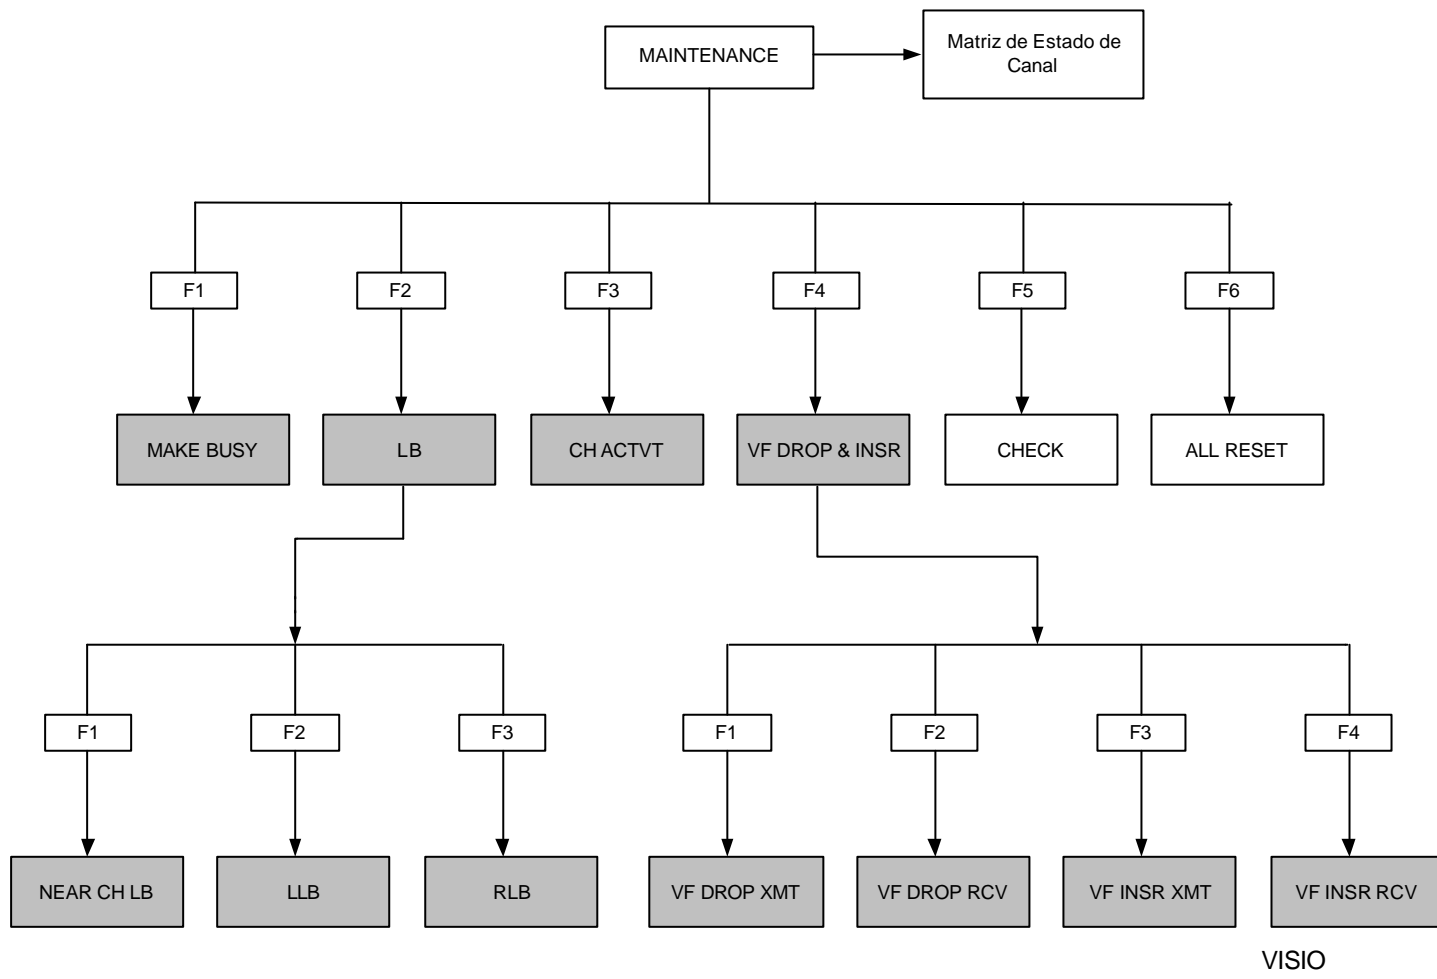 MAINTENANCE
Matriz de Estado de
Canal
F1
F2
F3
F4
F5
F6
MAKE BUSY
LB
CH ACTVT
VF DROP & INSR
CHECK
ALL RESET
F1
F2
F3
F1
F2
F3
F4
NEAR CH LB
LLB
RLB
VF DROP XMT
VF DROP RCV
VF INSR XMT
VF INSR RCV
VISIO